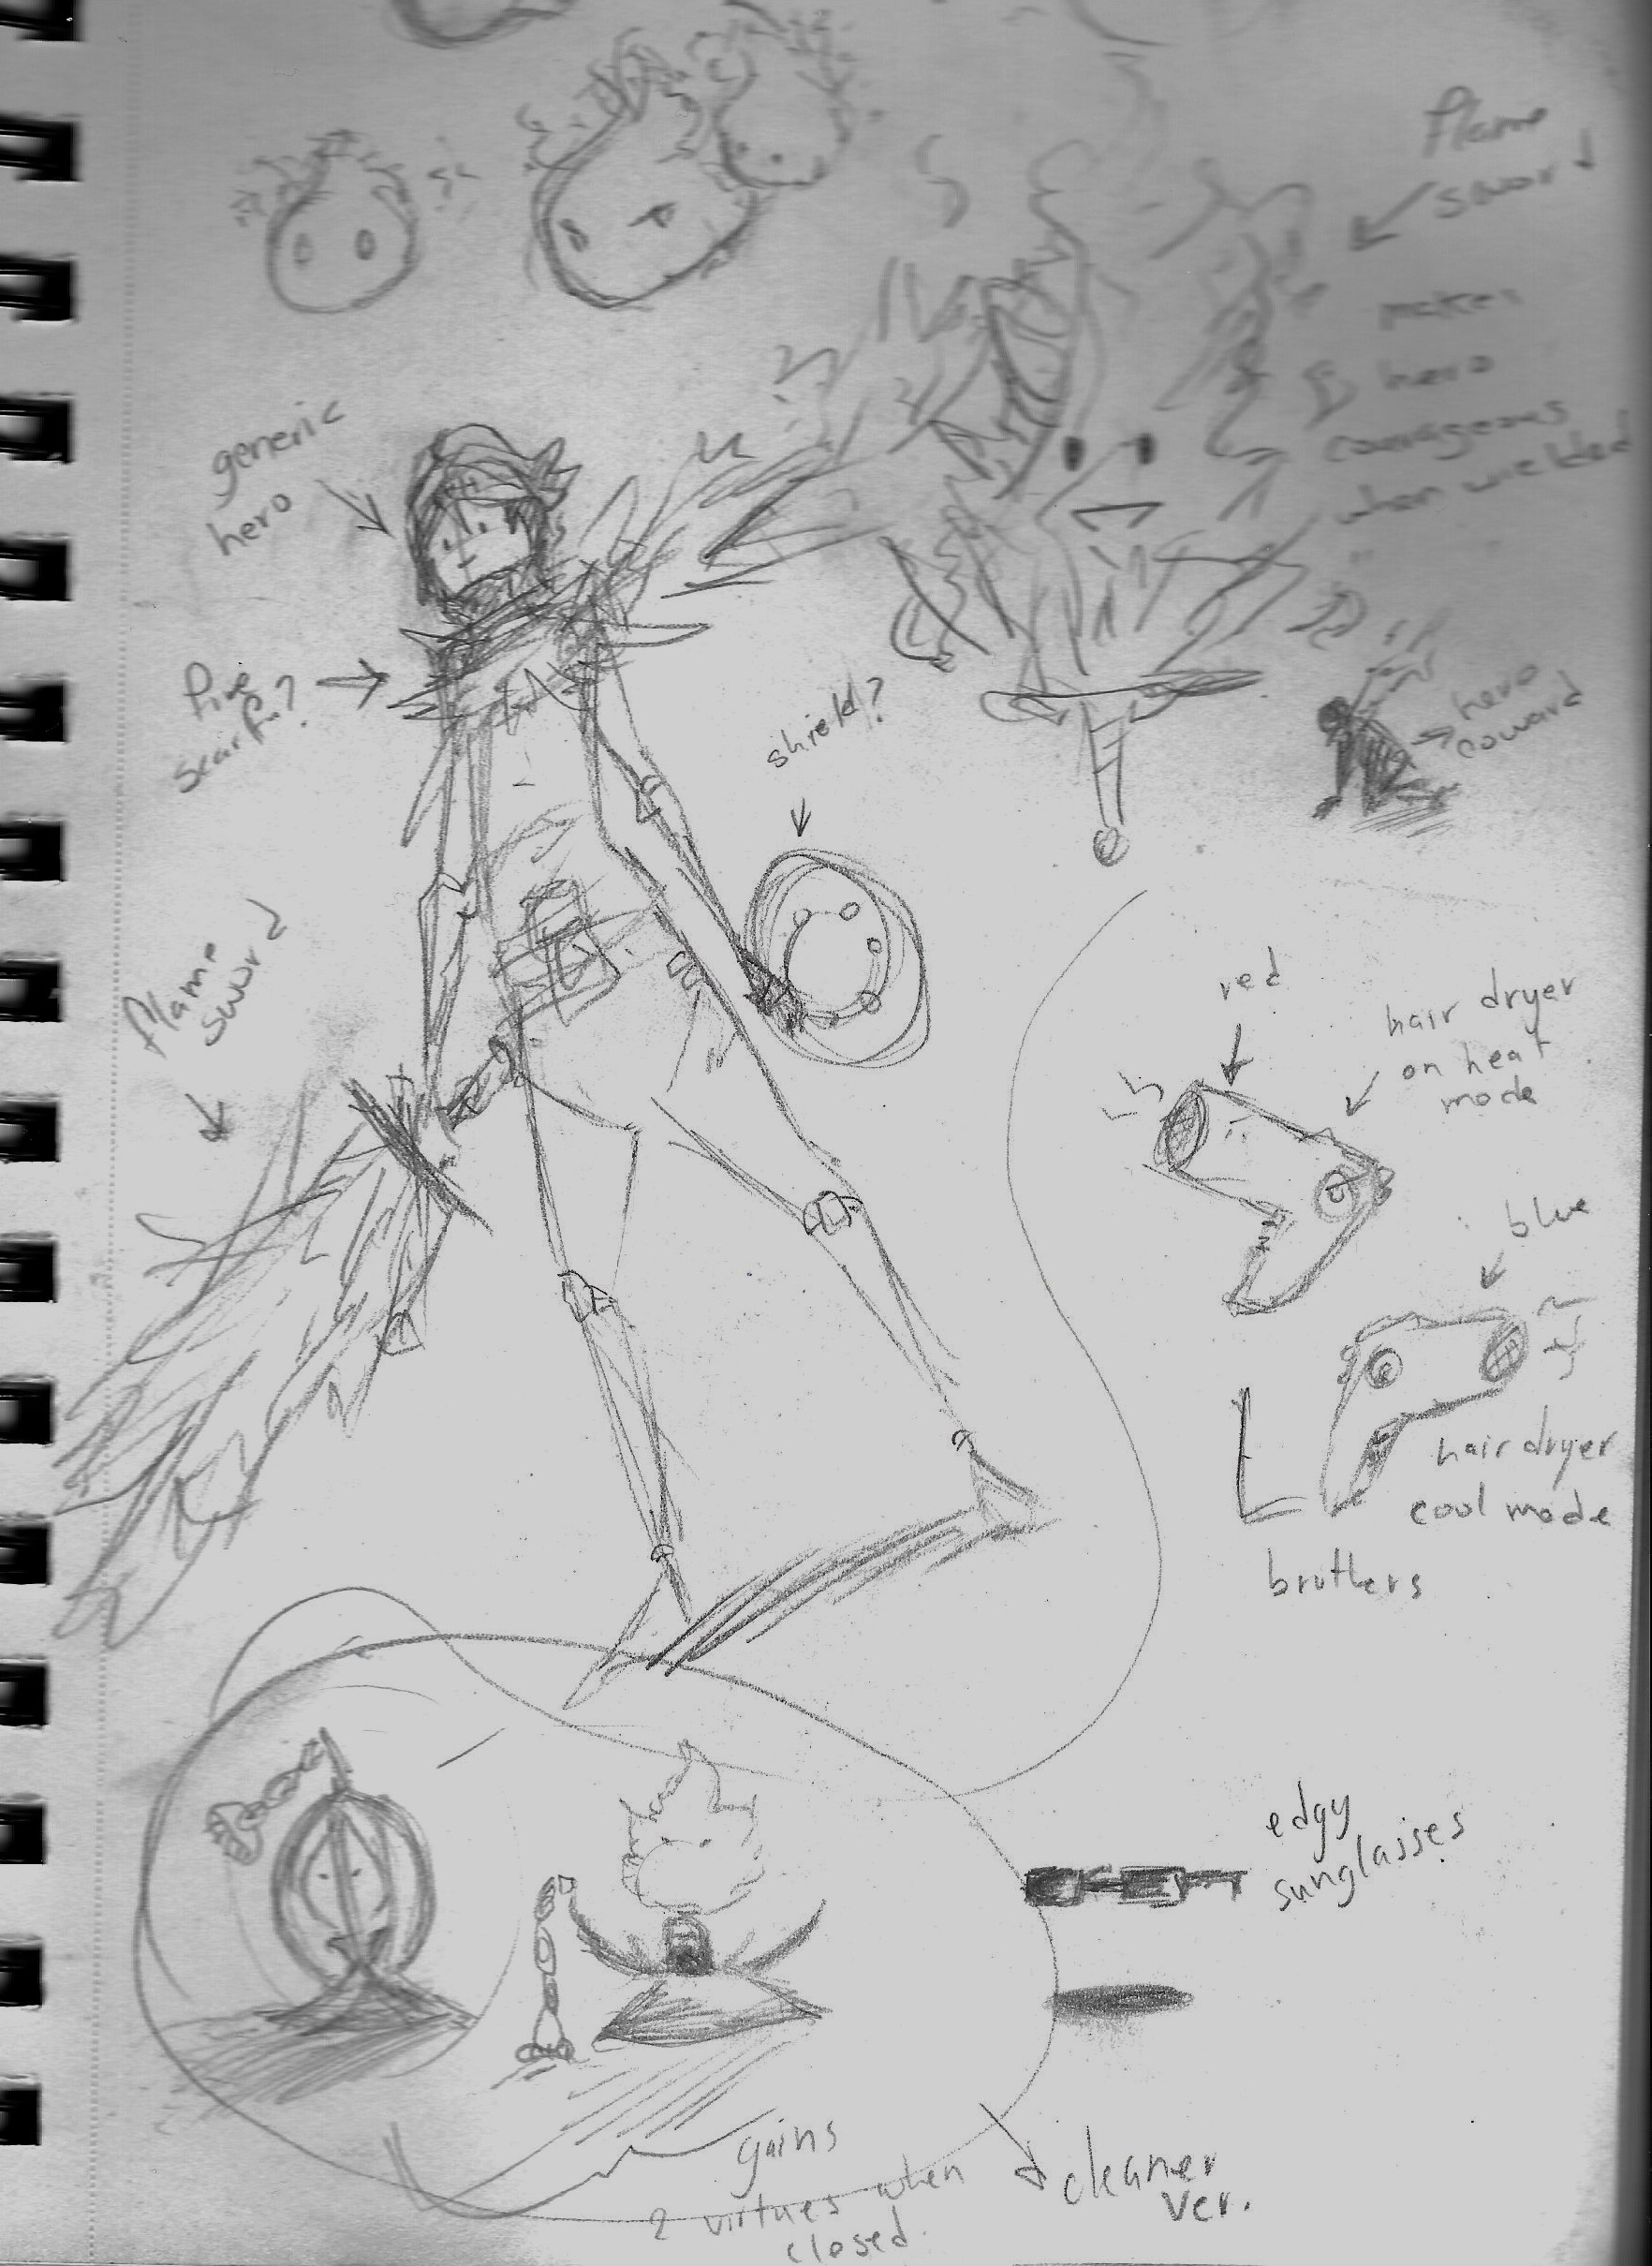 flame
sword
makes
hero
courageous
when wielded
generic
hero
fire
scarf?
shield?
hero
coward
flame
sword
red
hair dryer
on heat
mode
blue
hair dryer
cool mode
brothers
edgy
sunglasses
gains
2 virtues when
closed.
cleaner
ver.